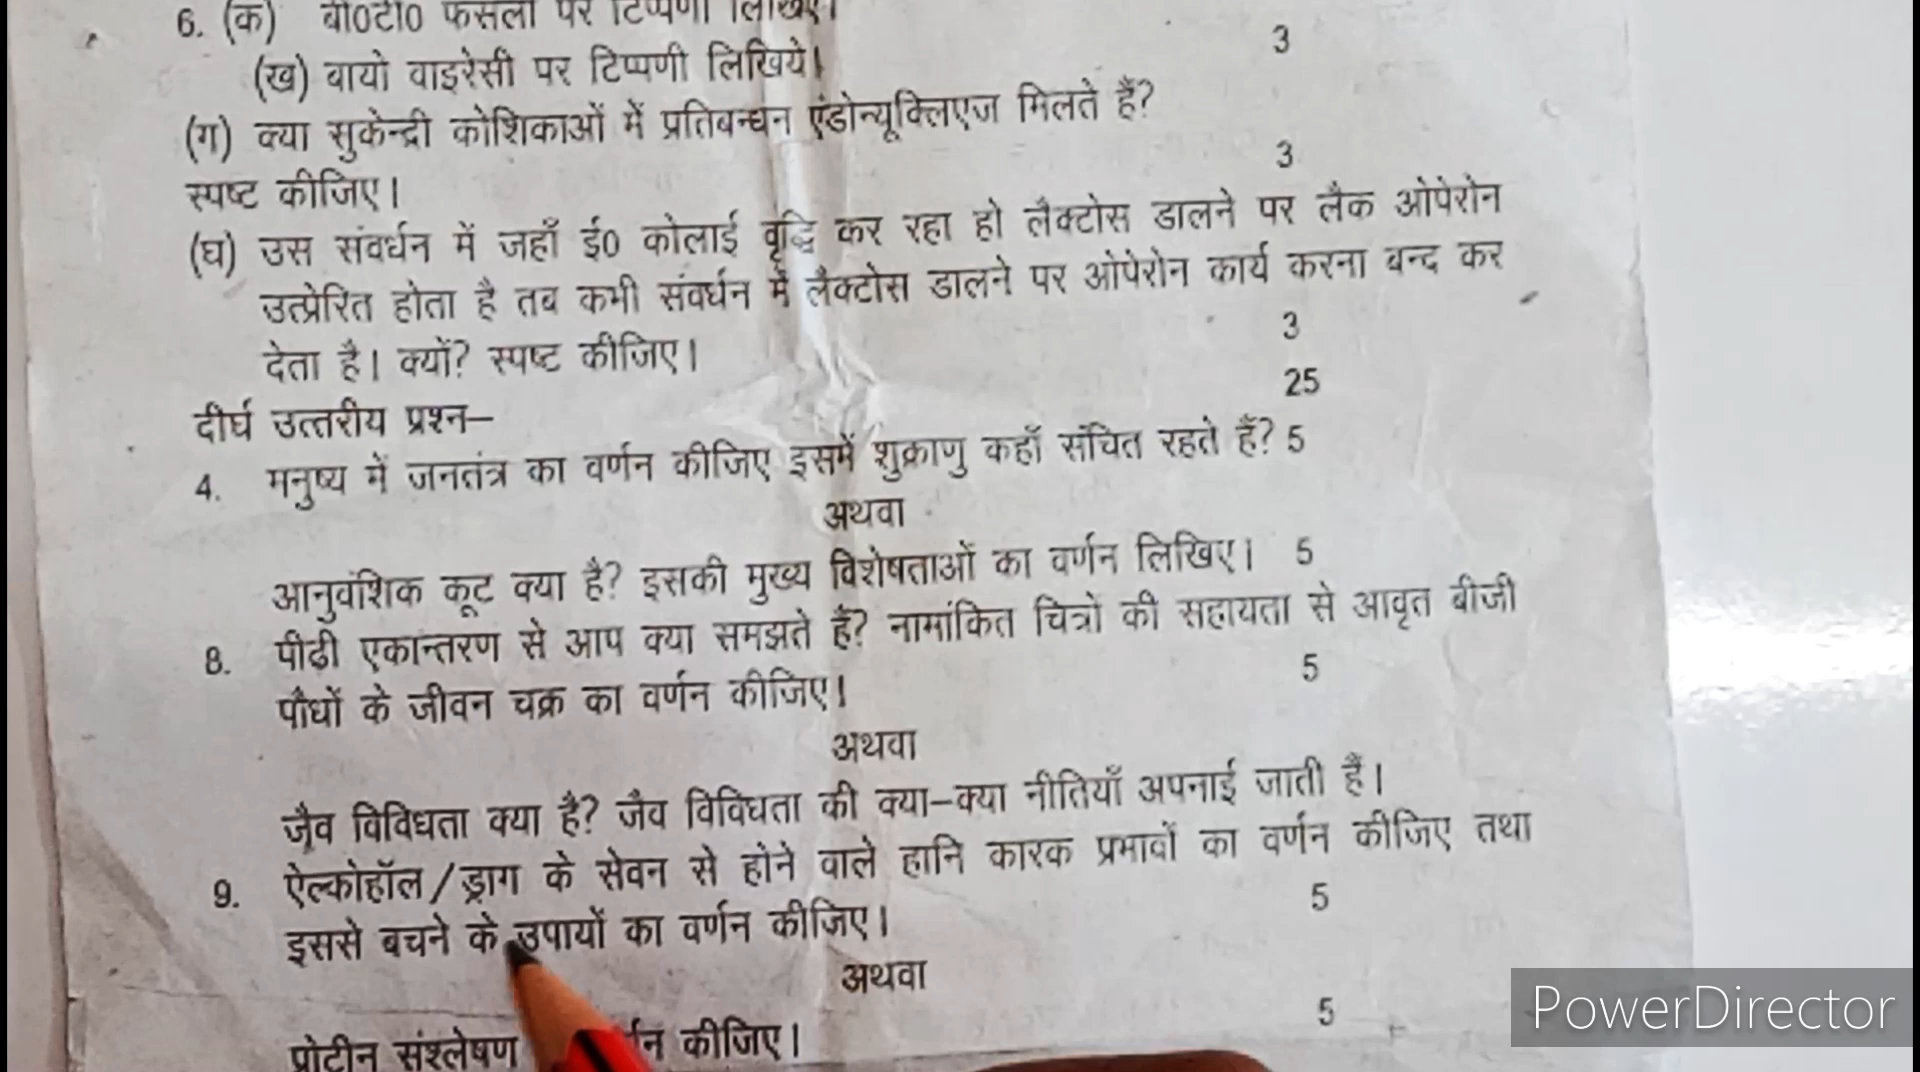 6. (क) बी0टी0 फसलों पर टिप्पणी लिखिए।
3
(ख) बायो वाइरेसी पर टिप्पणी लिखिये।
(ग) क्या सुकेन्द्री कोशिकाओं में प्रतिबन्धन एंडोन्यूक्लिएज मिलते हैं?
3
स्पष्ट कीजिए।
(घ) उस संवर्धन में जहाँ ई0 कोलाई वृद्धि कर रहा हो लैक्टोस डालने पर लैक ओपेरोन
उत्प्रेरित होता है तब कभी संवर्धन में लैक्टोस डालने पर ओपेरोन कार्य करना बन्द कर
देता है। क्यों? स्पष्ट कीजिए। 3
दीर्घ उत्तरीय प्रश्न– 25
4. मनुष्य में जनतंत्र का वर्णन कीजिए इसमें शुक्राणु कहाँ संचित रहते हैं? 5
अथवा
आनुवंशिक कूट क्या है? इसकी मुख्य विशेषताओं का वर्णन लिखिए। 5
8. पीढी एकान्तरण से आप क्या समझते हैं? नामांकित चित्रों की सहायता से आवृत बीजी
पौधों के जीवन चक्र का वर्णन कीजिए। 5
अथवा
जैव विविधता क्या है? जैव विविधता की क्या–क्या नीतियाँ अपनाई जाती हैं।
9. ऐल्कोहॉल/ड्राग के सेवन से होने वाले हानि कारक प्रभावों का वर्णन कीजिए तथा
इससे बचने के उपायों का वर्णन कीजिए। 5
अथवा
प्रोटीन संश्लेषण कीजिए। 5
PowerDirector